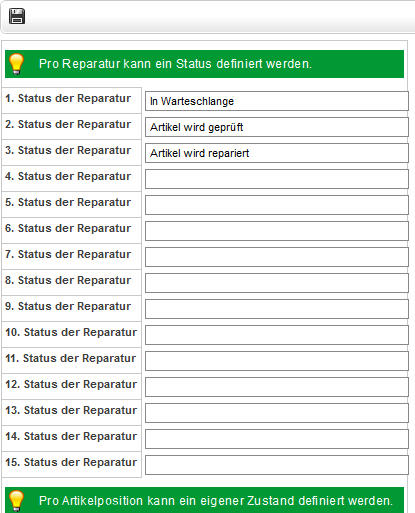 Pro Reparatur kann ein Status definiert werden.
1. Status der Reparatur In Warteschlange
2. Status der Reparatur Artikel wird geprüft
3. Status der Reparatur Artikel wird repariert
4. Status der Reparatur
5. Status der Reparatur
6. Status der Reparatur
7. Status der Reparatur
8. Status der Reparatur
9. Status der Reparatur
10. Status der Reparatur
11. Status der Reparatur
12. Status der Reparatur
13. Status der Reparatur
14. Status der Reparatur
15. Status der Reparatur
Pro Artikelposition kann ein eigener Zustand definiert werden.